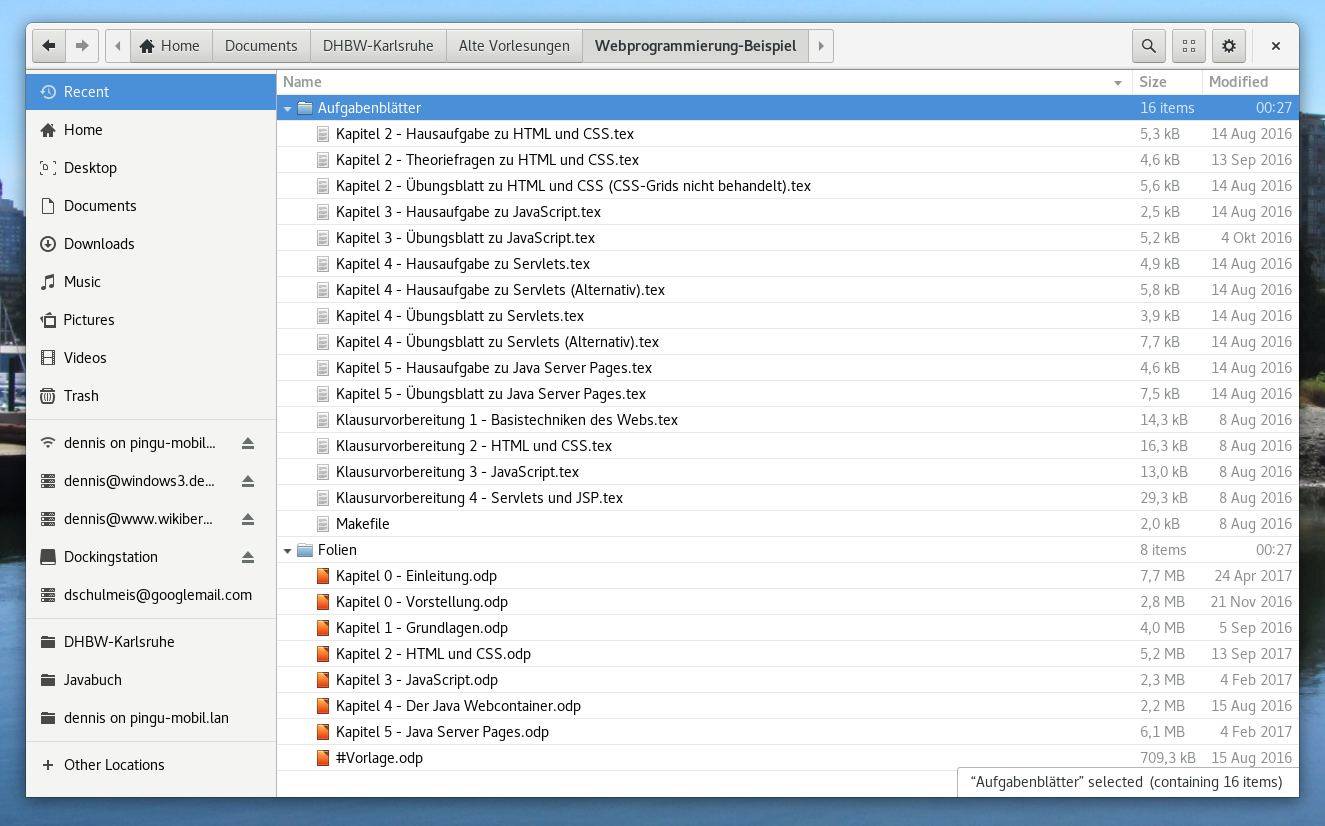 Home Documents DHBW-Karlsruhe Alte Vorlesungen Webprogrammierung-Beispiel
Recent
Home
Desktop
Documents
Downloads
Music
Pictures
Videos
Trash
dennis on pingu-mobil...
dennis@windows3.de...
dennis@www.wikiber...
Dockingstation
dschulmeis@googlemail.com
DHBW-Karlsruhe
Javabuch
dennis on pingu-mobil.lan
Other Locations
Name Size Modified
Aufgabenblätter 16 items 00:27
Kapitel 2 - Hausaufgabe zu HTML und CSS.tex 5,3 kB 14 Aug 2016
Kapitel 2 - Theoriefragen zu HTML und CSS.tex 4,6 kB 13 Sep 2016
Kapitel 2 - Übungsblatt zu HTML und CSS (CSS-Grids nicht behandelt).tex 5,6 kB 14 Aug 2016
Kapitel 3 - Hausaufgabe zu JavaScript.tex 2,5 kB 14 Aug 2016
Kapitel 3 - Übungsblatt zu JavaScript.tex 5,2 kB 4 Okt 2016
Kapitel 4 - Hausaufgabe zu Servlets.tex 4,9 kB 14 Aug 2016
Kapitel 4 - Hausaufgabe zu Servlets (Alternativ).tex 5,8 kB 14 Aug 2016
Kapitel 4 - Übungsblatt zu Servlets.tex 3,9 kB 14 Aug 2016
Kapitel 4 - Übungsblatt zu Servlets (Alternativ).tex 7,7 kB 14 Aug 2016
Kapitel 5 - Hausaufgabe zu Java Server Pages.tex 4,6 kB 14 Aug 2016
Kapitel 5 - Übungsblatt zu Java Server Pages.tex 7,5 kB 14 Aug 2016
Klausurvorbereitung 1 - Basistechniken des Webs.tex 14,3 kB 8 Aug 2016
Klausurvorbereitung 2 - HTML und CSS.tex 16,3 kB 8 Aug 2016
Klausurvorbereitung 3 - JavaScript.tex 13,0 kB 8 Aug 2016
Klausurvorbereitung 4 - Servlets und JSP.tex 29,3 kB 8 Aug 2016
Makefile 2,0 kB 8 Aug 2016
Folien 8 items 00:27
Kapitel 0 - Einleitung.odp 7,7 MB 24 Apr 2017
Kapitel 0 - Vorstellung.odp 2,8 MB 21 Nov 2016
Kapitel 1 - Grundlagen.odp 4,0 MB 5 Sep 2016
Kapitel 2 - HTML und CSS.odp 5,2 MB 13 Sep 2017
Kapitel 3 - JavaScript.odp 2,3 MB 4 Feb 2017
Kapitel 4 - Der Java Webcontainer.odp 2,2 MB 15 Aug 2016
Kapitel 5 - Java Server Pages.odp 6,1 MB 4 Feb 2017
#Vorlage.odp 709,3 kB 15 Aug 2016
“Aufgabenblätter” selected (containing 16 items)